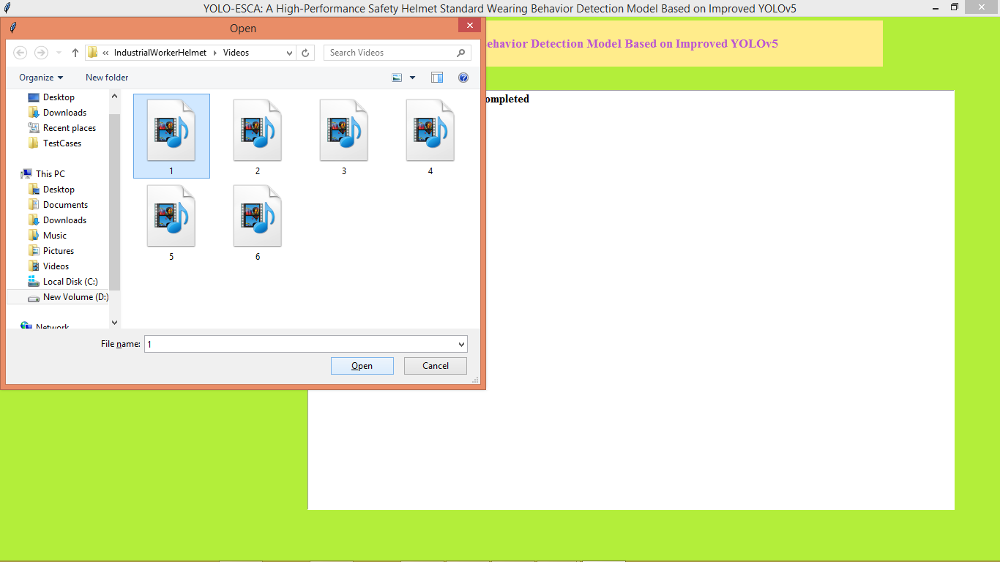 YOLO-ESCA: A High-Performance Safety Helmet Standard Wearing Behavior Detection Model Based on Improved YOLOv5
Open
ehavior Detection Model Based on Improved YOLOv5
« IndustrialWorkerHelmet Videos
Search Videos
Organize
New folder
ompleted
Desktop
Downloads
Recent places
TestCases
This PC
Desktop
Documents
Downloads
Music
Pictures
Videos
Local Disk (C:)
New Volume (D:)
Network
1
2
3
4
5
6
File name: 1
Open
Cancel